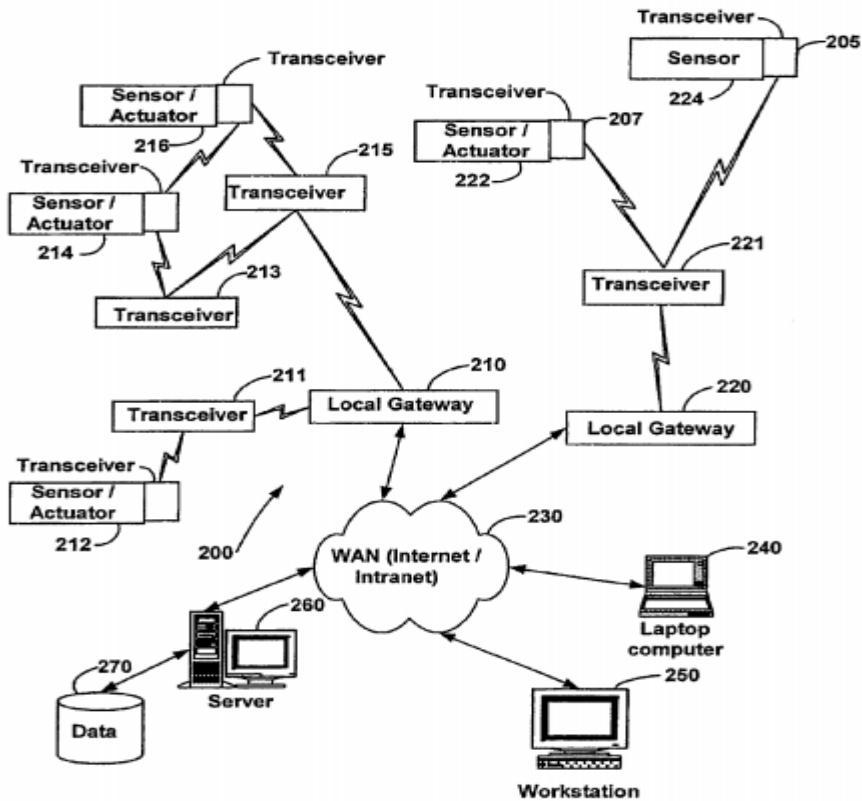 Transceiver
205
Sensor
224
Transceiver
Sensor /
Actuator
216
Transceiver
207
Sensor /
Actuator
222
215
Transceiver
Transceiver
Sensor /
Actuator
214
213
Transceiver
221
Transceiver
210
Local Gateway
211
Transceiver
220
Local Gateway
Transceiver
Sensor /
Actuator
212
200
230
WAN (Internet /
Intranet)
240
Laptop
computer
260
Server
270
Data
250
Workstation